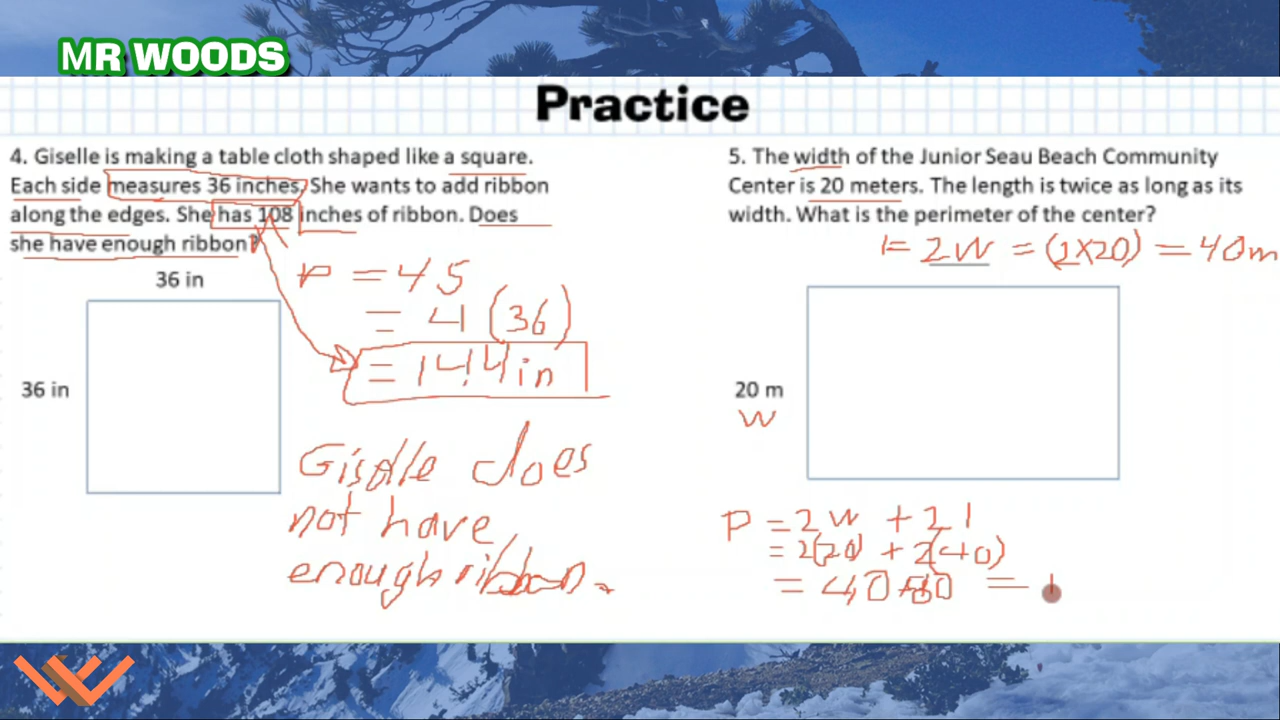 MR WOODS
Practice
4. Giselle is making a table cloth shaped like a square.
Each side measures 36 inches. She wants to add ribbon
along the edges. She has 108 inches of ribbon. Does
she have enough ribbon?
36 in
36 in
P = 4S
= 4 (36)
= 144 in
Giselle does
not have
enough ribbon.
5. The width of the Junior Seau Beach Community
Center is 20 meters. The length is twice as long as its
width. What is the perimeter of the center?
l = 2W = (2x20) = 40m
20 m
W
P = 2W + 2l
= 2(20) + 2(40)
= 40+80 = 1